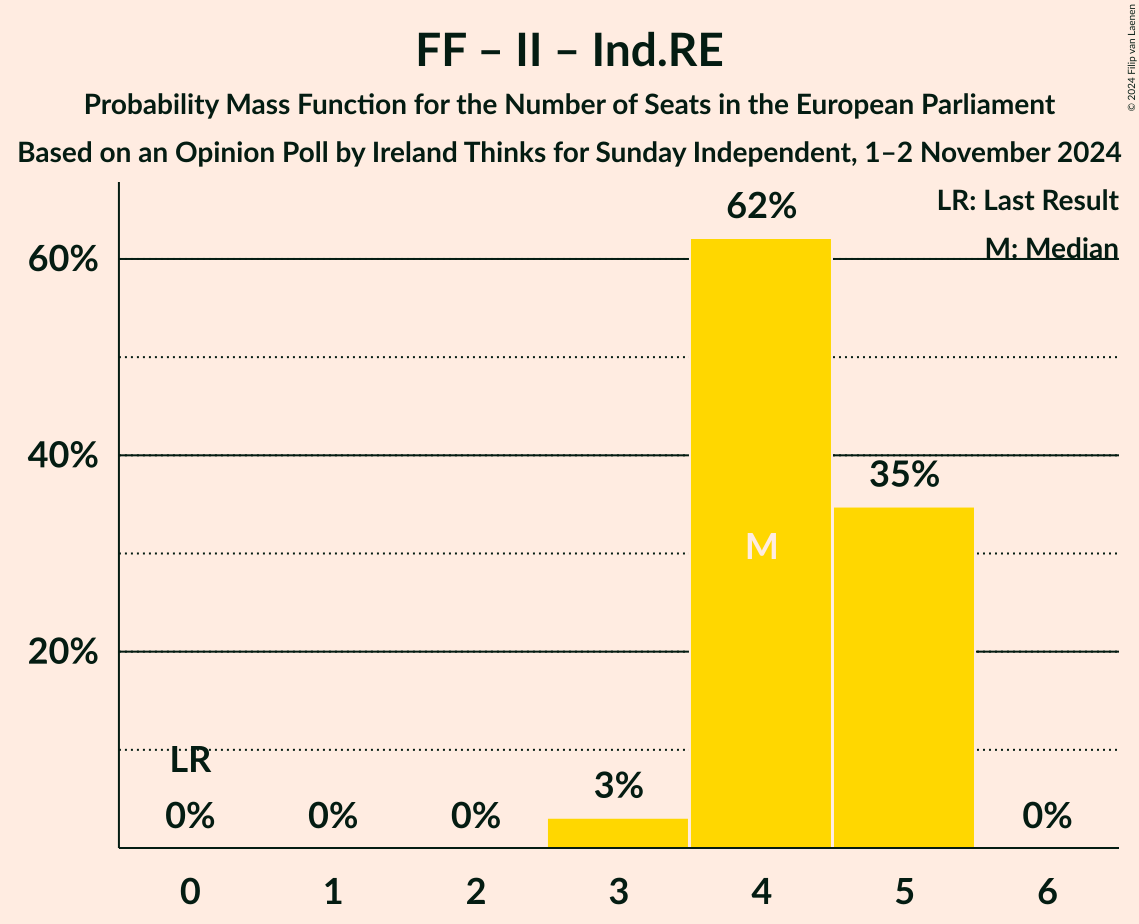 FF – II – Ind.RE
Probability Mass Function for the Number of Seats in the European Parliament
Based on an Opinion Poll by Ireland Thinks for Sunday Independent, 1–2 November 2024
© 2024 Filip van Laenen
LR: Last Result
M: Median
62%
60%
40%
35%
M
20%
LR
3%
0% 0% 0% 0%
0 1 2 3 4 5 6